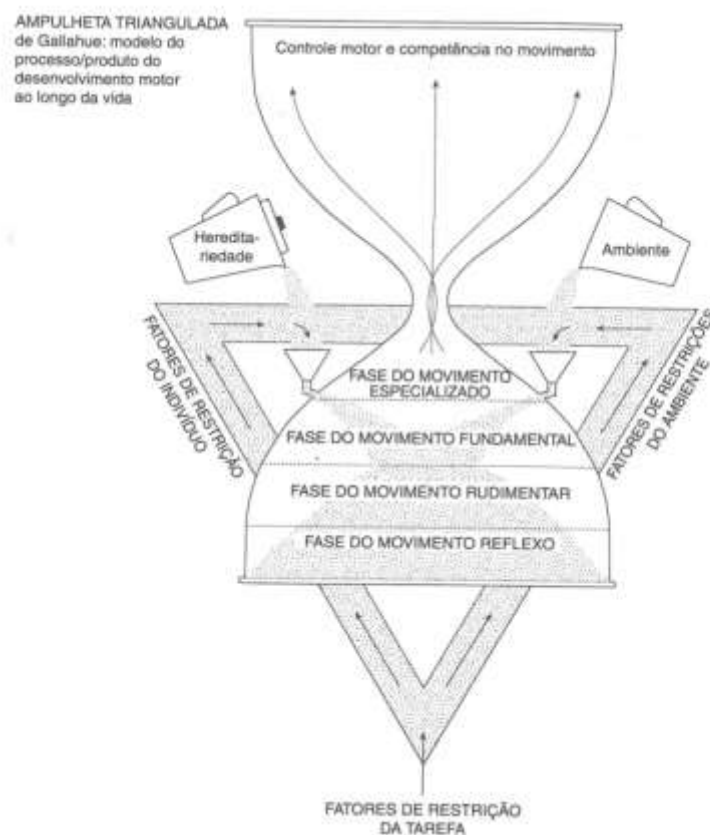 AMPULHETA TRIANGULADA
de Gallahue: modelo do
processo/produto do
desenvolvimento motor
ao longo da vida
Controle motor e competência no movimento
Heredita-
riedade
Ambiente
FATORES DE RESTRIÇÃO
DO INDIVÍDUO
FATORES DE RESTRIÇÕES
DO AMBIENTE
FASE DO MOVIMENTO
ESPECIALIZADO
FASE DO MOVIMENTO FUNDAMENTAL
FASE DO MOVIMENTO RUDIMENTAR
FASE DO MOVIMENTO REFLEXO
FATORES DE RESTRIÇÃO
DA TAREFA